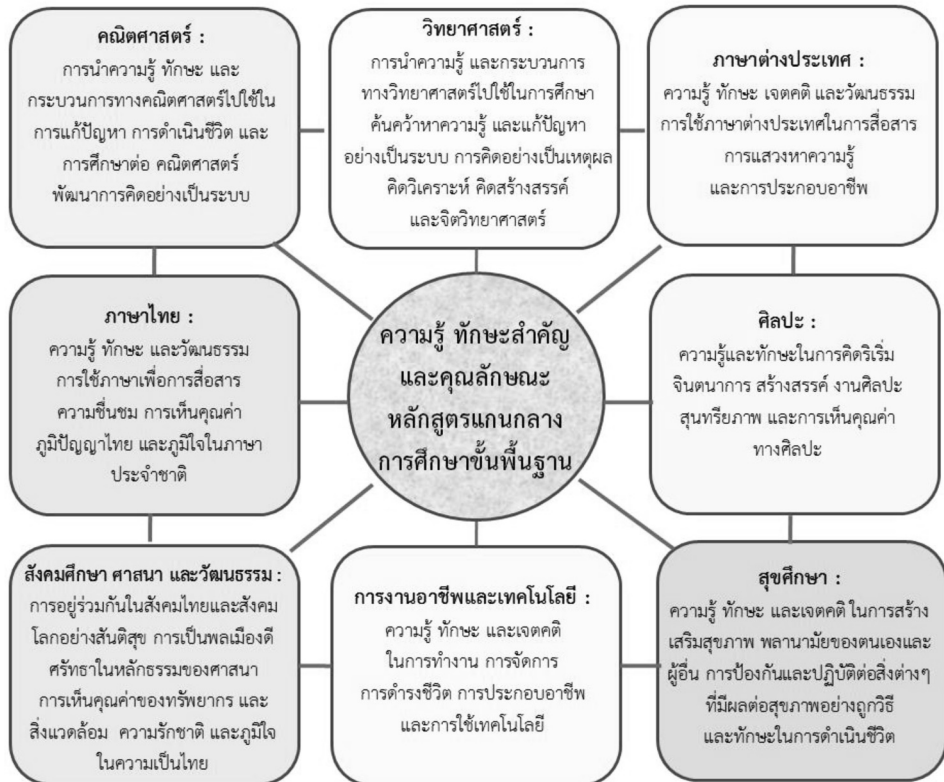 คณิตศาสตร์ :
การนำความรู้ ทักษะ และ
กระบวนการทางคณิตศาสตร์ไปใช้ใน
การแก้ปัญหา การดำเนินชีวิต และ
การศึกษาต่อ คณิตศาสตร์
พัฒนาการคิดอย่างเป็นระบบ
วิทยาศาสตร์ :
การนำความรู้ และกระบวนการ
ทางวิทยาศาสตร์ไปใช้ในการศึกษา
ค้นคว้าหาความรู้ และแก้ปัญหา
อย่างเป็นระบบ การคิดอย่างเป็นเหตุผล
คิดวิเคราะห์ คิดสร้างสรรค์
และจิตวิทยาศาสตร์
ภาษาต่างประเทศ :
ความรู้ ทักษะ เจตคติ และวัฒนธรรม
การใช้ภาษาต่างประเทศในการสื่อสาร
การแสวงหาความรู้
และการประกอบอาชีพ
ภาษาไทย :
ความรู้ ทักษะ และวัฒนธรรม
การใช้ภาษาเพื่อการสื่อสาร
ความชื่นชม การเห็นคุณค่า
ภูมิปัญญาไทย และภูมิใจในภาษา
ประจำชาติ
ความรู้ ทักษะสำคัญ
และคุณลักษณะ
หลักสูตรแกนกลาง
การศึกษาขั้นพื้นฐาน
ศิลปะ :
ความรู้และทักษะในการคิดริเริ่ม
จินตนาการ สร้างสรรค์ งานศิลปะ
สุนทรียภาพ และการเห็นคุณค่า
ทางศิลปะ
สังคมศึกษา ศาสนา และวัฒนธรรม :
การอยู่ร่วมกันในสังคมไทยและสังคม
โลกอย่างสันติสุข การเป็นพลเมืองดี
ศรัทธาในหลักธรรมของศาสนา
การเห็นคุณค่าของทรัพยากร และ
สิ่งแวดล้อม ความรักชาติ และภูมิใจ
ในความเป็นไทย
การงานอาชีพและเทคโนโลยี :
ความรู้ ทักษะ และเจตคติ
ในการทำงาน การจัดการ
การดำรงชีวิต การประกอบอาชีพ
และการใช้เทคโนโลยี
สุขศึกษา :
ความรู้ ทักษะ และเจตคติ ในการสร้าง
เสริมสุขภาพ พลานามัยของตนเองและ
ผู้อื่น การป้องกันและปฏิบัติต่อสิ่งต่างๆ
ที่มีผลต่อสุขภาพอย่างถูกวิธี
และทักษะในการดำเนินชีวิต